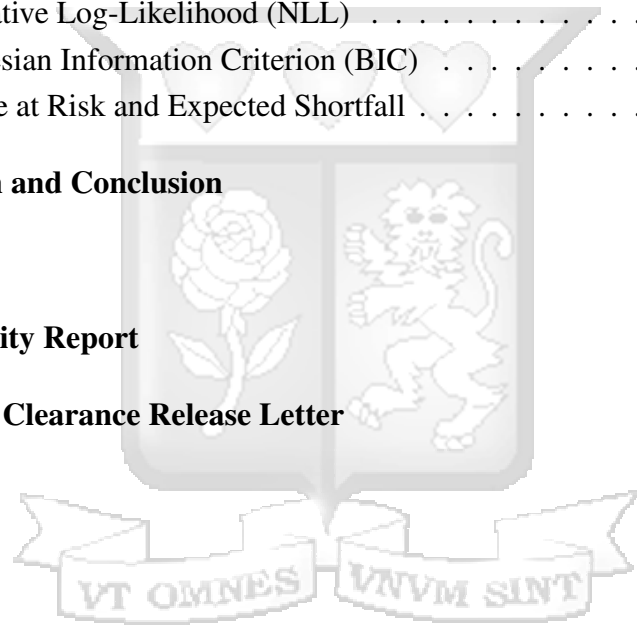 ative Log-Likelihood (NLL) . . . . . . . . . . . . . .
sian Information Criterion (BIC) . . . . . . . . . .
e at Risk and Expected Shortfall . . . . . . . . . . .
n and Conclusion
ity Report
Clearance Release Letter
VT OMNES VNVM SINT